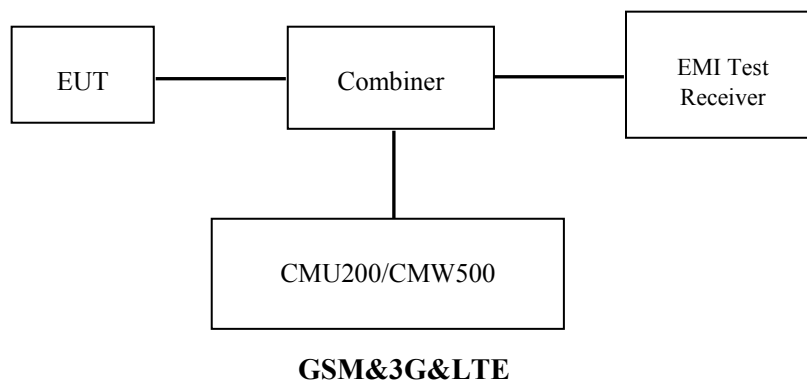 EUT
Combiner
EMI Test
Receiver
CMU200/CMW500
GSM&3G&LTE